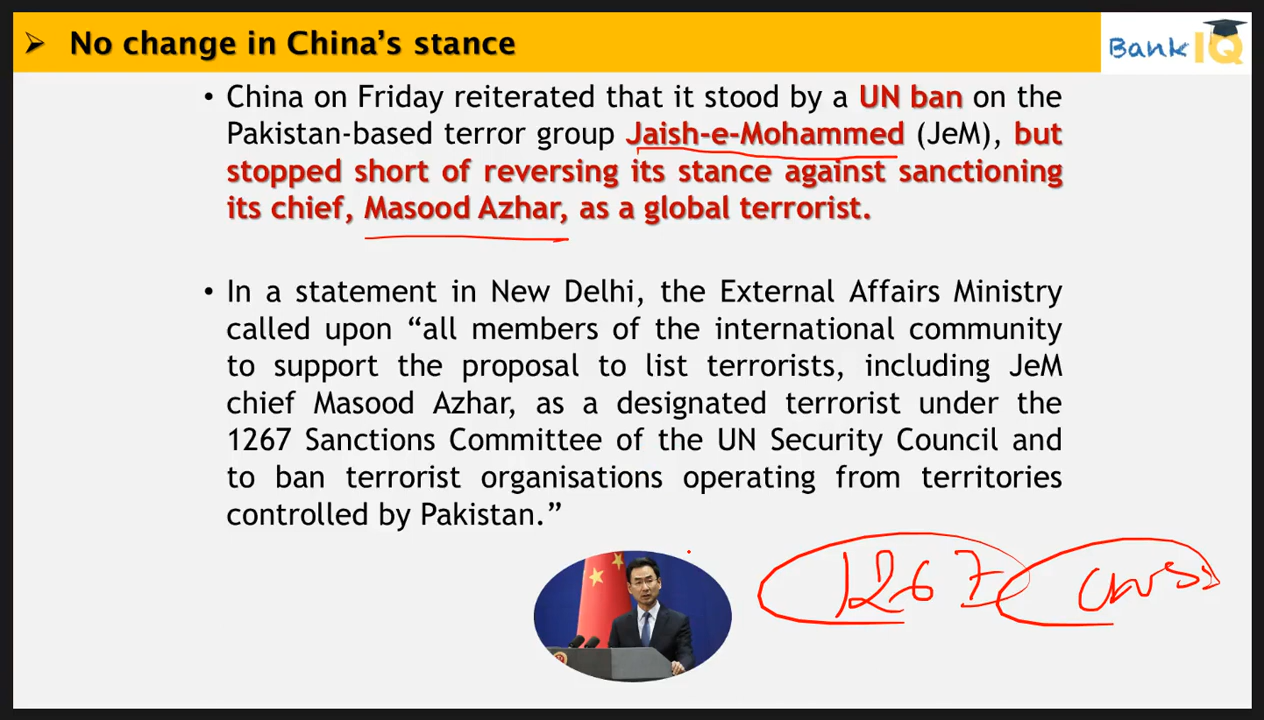 ➤ No change in China's stance
Bank IQ
• China on Friday reiterated that it stood by a UN ban on the
Pakistan-based terror group Jaish-e-Mohammed (JeM), but
stopped short of reversing its stance against sanctioning
its chief, Masood Azhar, as a global terrorist.
• In a statement in New Delhi, the External Affairs Ministry
called upon “all members of the international community
to support the proposal to list terrorists, including JeM
chief Masood Azhar, as a designated terrorist under the
1267 Sanctions Committee of the UN Security Council and
to ban terrorist organisations operating from territories
controlled by Pakistan.”
1267